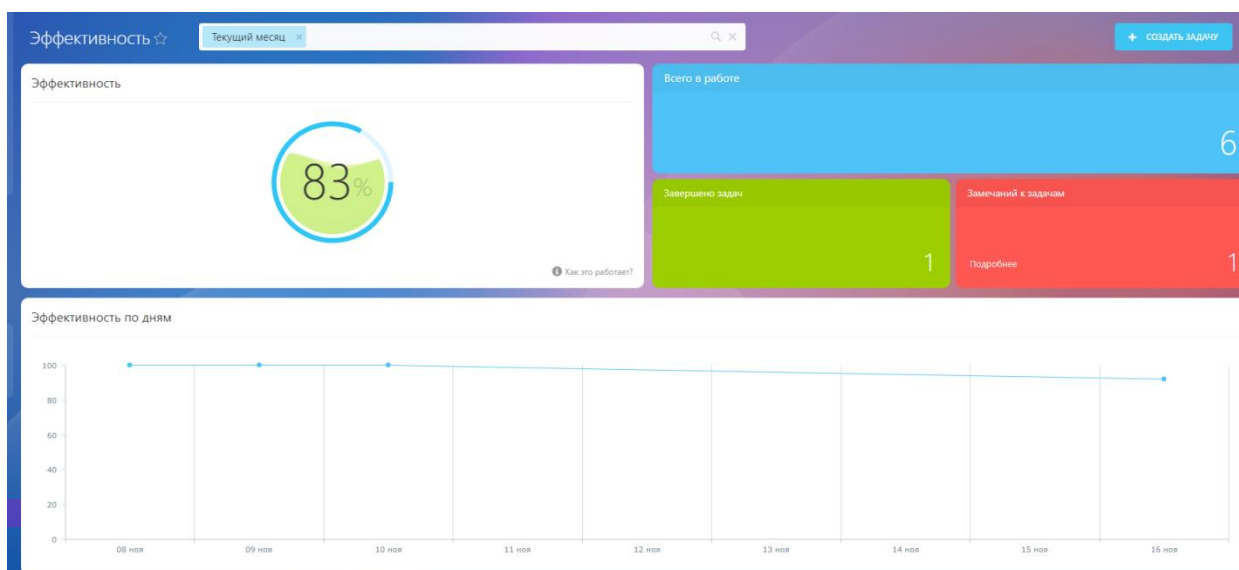 Эффективность
Текущий месяц ×
+ СОЗДАТЬ ЗАДАЧУ
Эффективность
83%
Как это работает?
Всего в работе
6
Завершено задач
1
Замечаний к задачам
Подробнее
1
Эффективность по дням
100
80
60
40
20
0
08 ноя 09 ноя 10 ноя 11 ноя 12 ноя 13 ноя 14 ноя 15 ноя 16 ноя